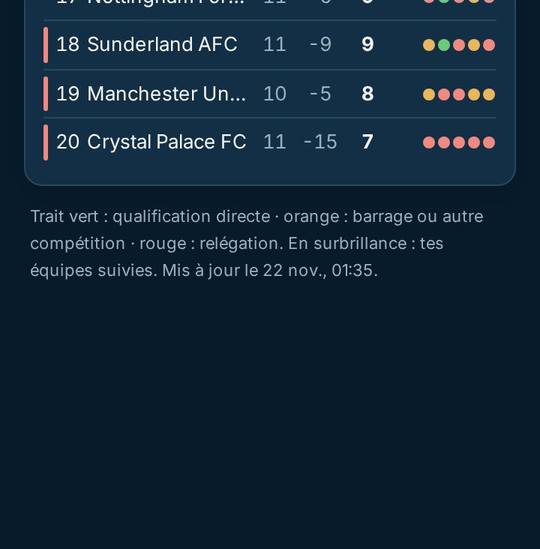 18 Sunderland AFC 11 -9 9
19 Manchester Un... 10 -5 8
20 Crystal Palace FC 11 -15 7
Trait vert : qualification directe · orange : barrage ou autre
compétition · rouge : relégation. En surbrillance : tes
équipes suivies. Mis à jour le 22 nov., 01:35.